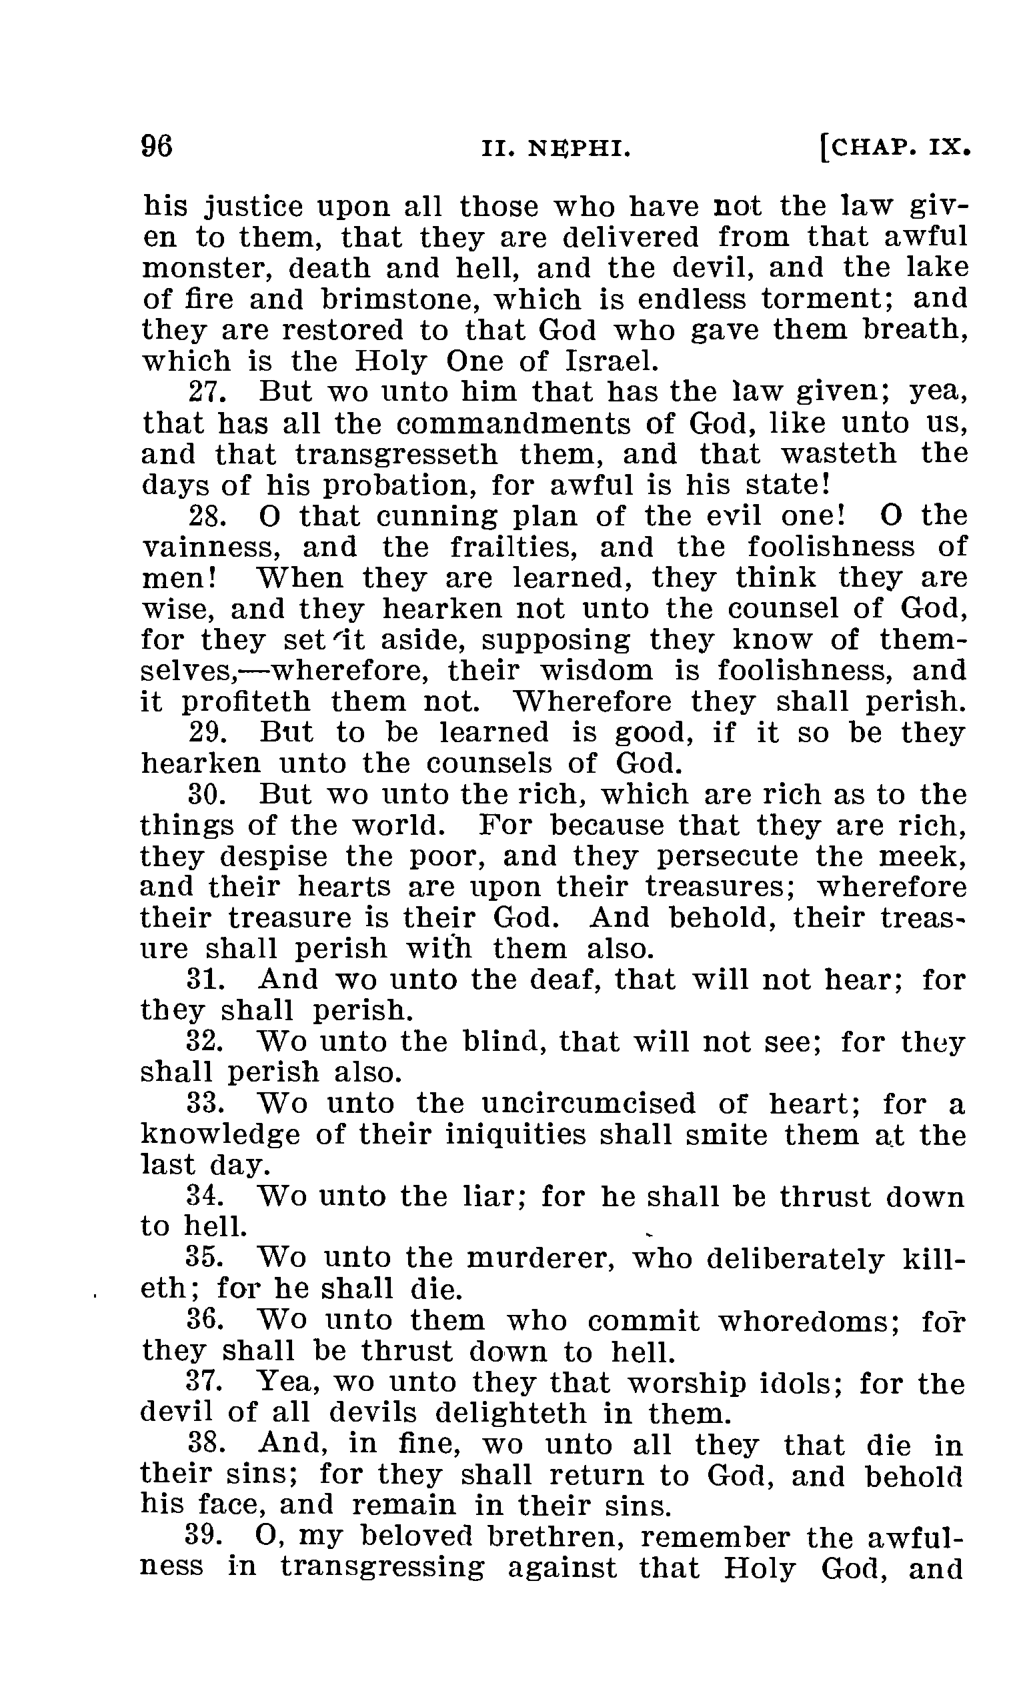 96 II. NEPHI. [CHAP. IX.
his justice upon all those who have not the law giv-
en to them, that they are delivered from that awful
monster, death and hell, and the devil, and the lake
of fire and brimstone, which is endless torment; and
they are restored to that God who gave them breath,
which is the Holy One of Israel.
27. But wo unto him that has the law given; yea,
that has all the commandments of God, like unto us,
and that transgresseth them, and that wasteth the
days of his probation, for awful is his state!
28. O that cunning plan of the evil one! O the
vainness, and the frailties, and the foolishness of
men! When they are learned, they think they are
wise, and they hearken not unto the counsel of God,
for they set it aside, supposing they know of them-
selves,—wherefore, their wisdom is foolishness, and
it profiteth them not. Wherefore they shall perish.
29. But to be learned is good, if it so be they
hearken unto the counsels of God.
30. But wo unto the rich, which are rich as to the
things of the world. For because that they are rich,
they despise the poor, and they persecute the meek,
and their hearts are upon their treasures; wherefore
their treasure is their God. And behold, their treas-
ure shall perish with them also.
31. And wo unto the deaf, that will not hear; for
they shall perish.
32. Wo unto the blind, that will not see; for they
shall perish also.
33. Wo unto the uncircumcised of heart; for a
knowledge of their iniquities shall smite them at the
last day.
34. Wo unto the liar; for he shall be thrust down
to hell.
35. Wo unto the murderer, who deliberately kill-
eth; for he shall die.
36. Wo unto them who commit whoredoms; for
they shall be thrust down to hell.
37. Yea, wo unto they that worship idols; for the
devil of all devils delighteth in them.
38. And, in fine, wo unto all they that die in
their sins; for they shall return to God, and behold
his face, and remain in their sins.
39. O, my beloved brethren, remember the awful-
ness in transgressing against that Holy God, and